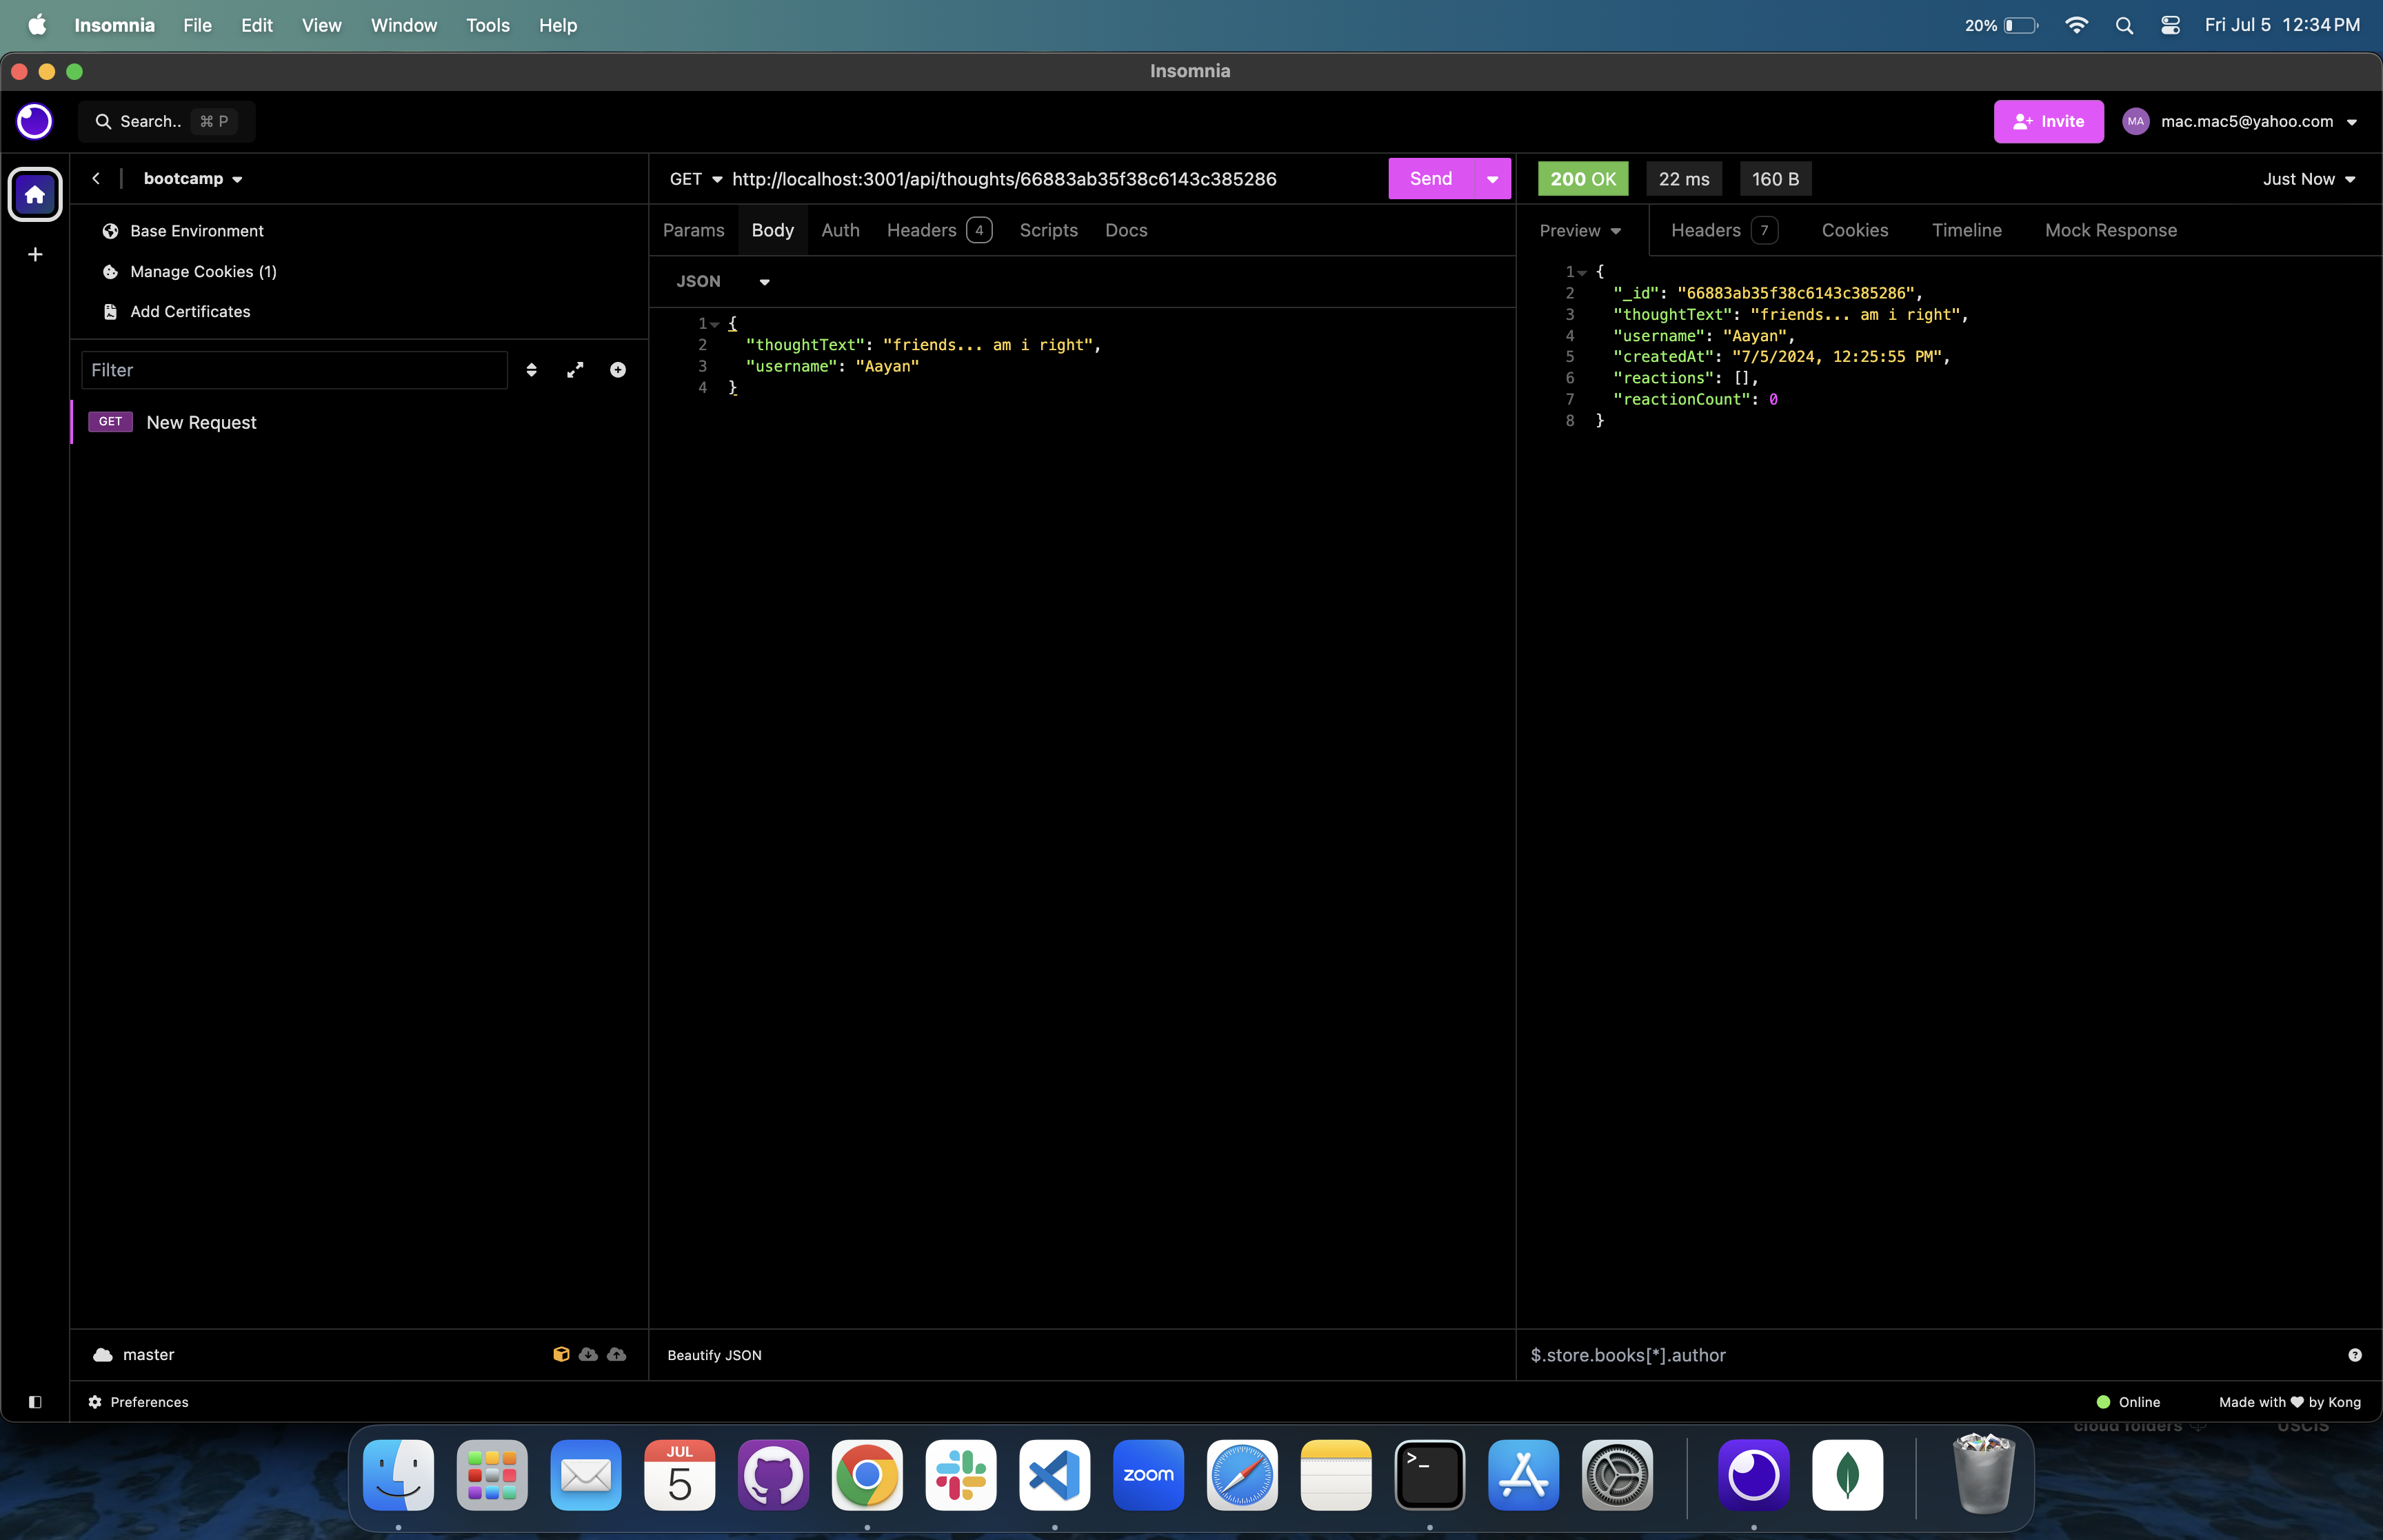 Insomnia File Edit View Window Tools Help 20% Fri Jul 5 12:34 PM
Insomnia
Search.. ⌘ P Invite MA mac.mac5@yahoo.com
bootcamp GET http://localhost:3001/api/thoughts/66883ab35f38c6143c385286 Send 200 OK 22 ms 160 B Just Now
Base Environment
Manage Cookies (1)
Add Certificates
Filter
GET New Request
Params Body Auth Headers 4 Scripts Docs
JSON
1 {
2 "thoughtText": "friends... am i right",
3 "username": "Aayan"
4 }
Preview Headers 7 Cookies Timeline Mock Response
1 {
2 "_id": "66883ab35f38c6143c385286",
3 "thoughtText": "friends... am i right",
4 "username": "Aayan",
5 "createdAt": "7/5/2024, 12:25:55 PM",
6 "reactions": [],
7 "reactionCount": 0
8 }
master Beautify JSON $.store.books[*].author ?
Preferences Online Made with ❤ by Kong
cloud folders USCIS
JUL
5
zoom
>_